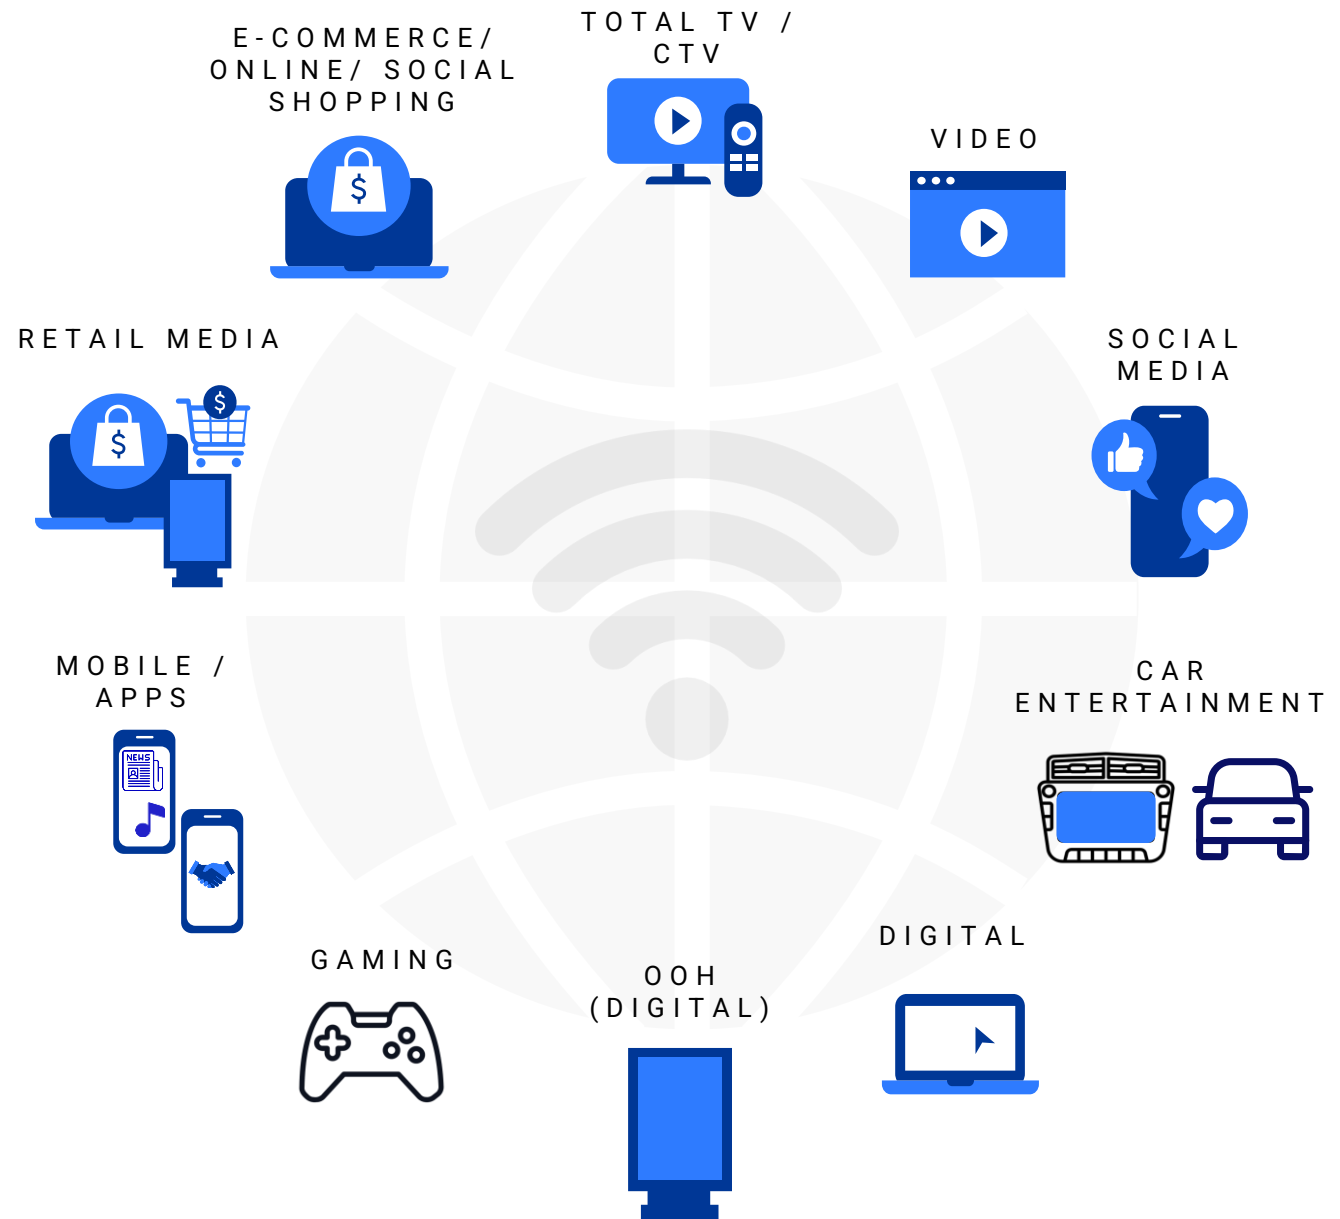 TOTAL TV /
CTV
E-COMMERCE/
ONLINE/ SOCIAL
SHOPPING
$
VIDEO
RETAIL MEDIA
$
$
SOCIAL
MEDIA
MOBILE /
APPS
NEWS
CAR
ENTERTAINMENT
GAMING
OOH
(DIGITAL)
DIGITAL